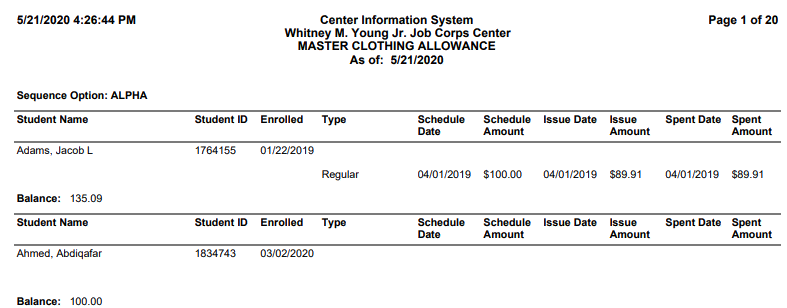 5/21/2020 4:26:44 PM Center Information System Page 1 of 20
Whitney M. Young Jr. Job Corps Center
MASTER CLOTHING ALLOWANCE
As of: 5/21/2020
Sequence Option: ALPHA
Student Name Student ID Enrolled Type Schedule Date Schedule Amount Issue Date Issue Amount Spent Date Spent Amount
Adams, Jacob L 1764155 01/22/2019
Regular 04/01/2019 $100.00 04/01/2019 $89.91 04/01/2019 $89.91
Balance: 135.09
Student Name Student ID Enrolled Type Schedule Date Schedule Amount Issue Date Issue Amount Spent Date Spent Amount
Ahmed, Abdiqafar 1834743 03/02/2020
Balance: 100.00